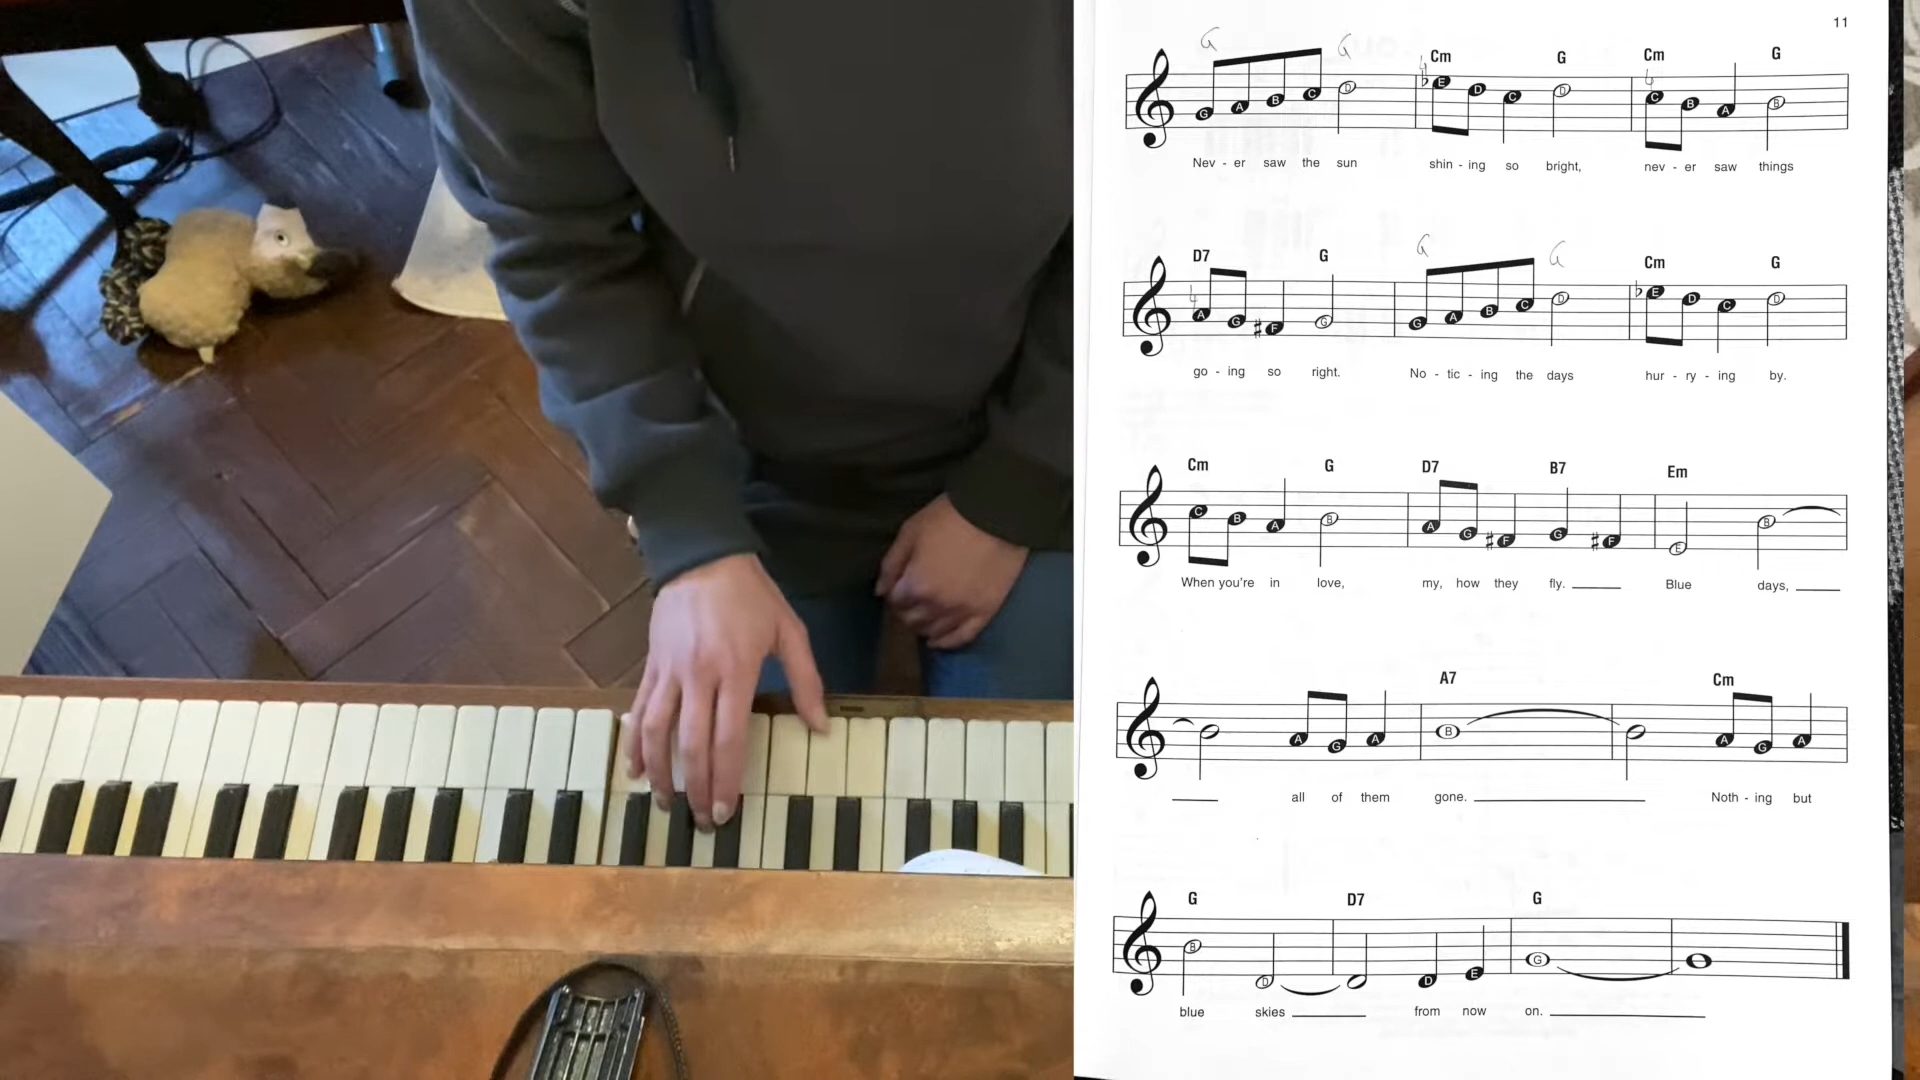 11
G G Cm G Cm G
4 6
G A B C D E D C D C B A B
Nev - er saw the sun shin - ing so bright, nev - er saw things
D7 G G G Cm G
4
A G F G G A B C D E D C D
go - ing so right. No - tic - ing the days hur - ry - ing by.
Cm G D7 B7 Em
C B A B A G F G F E B
When you're in love, my, how they fly. Blue days,
A7 Cm
A G A B A G A
all of them gone. Noth - ing but
G D7 G
B D D E G
blue skies from now on.